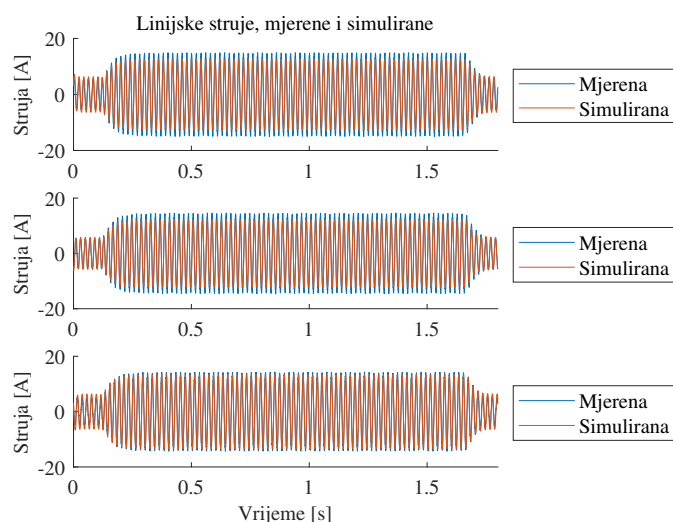 Linijske struje, mjerene i simulirane
Struja [A]
20
0
-20
0
0.5
1
1.5
Mjerena
Simulirana
Struja [A]
20
0
-20
0
0.5
1
1.5
Mjerena
Simulirana
Struja [A]
20
0
-20
0
0.5
1
1.5
Vrijeme [s]
Mjerena
Simulirana